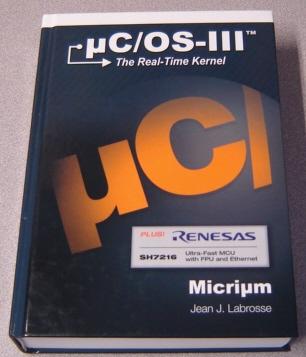 µC/OS-III™
The Real-Time Kernel
µC/
PLUS! RENESAS
SH7216 Ultra-Fast MCU
with FPU and Ethernet
Micriµm
Jean J. Labrosse